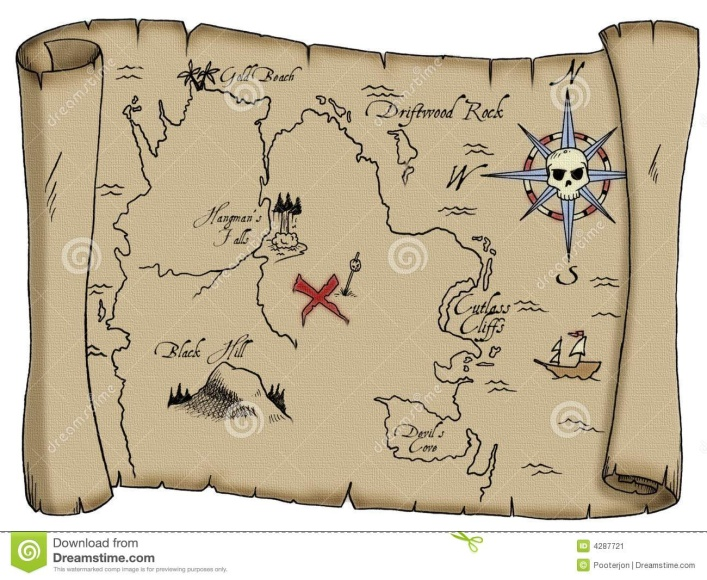 Gold Beach
Driftwood Rock
N
W
S
Hangman's
Falls
Cutlass
Cliffs
Black Hill
Devil's
Cove
dreamstime
Download from
Dreamstime.com
This watermarked comp image is for previewing purposes only.
ID 4287721
Pooterjon | Dreamstime.com